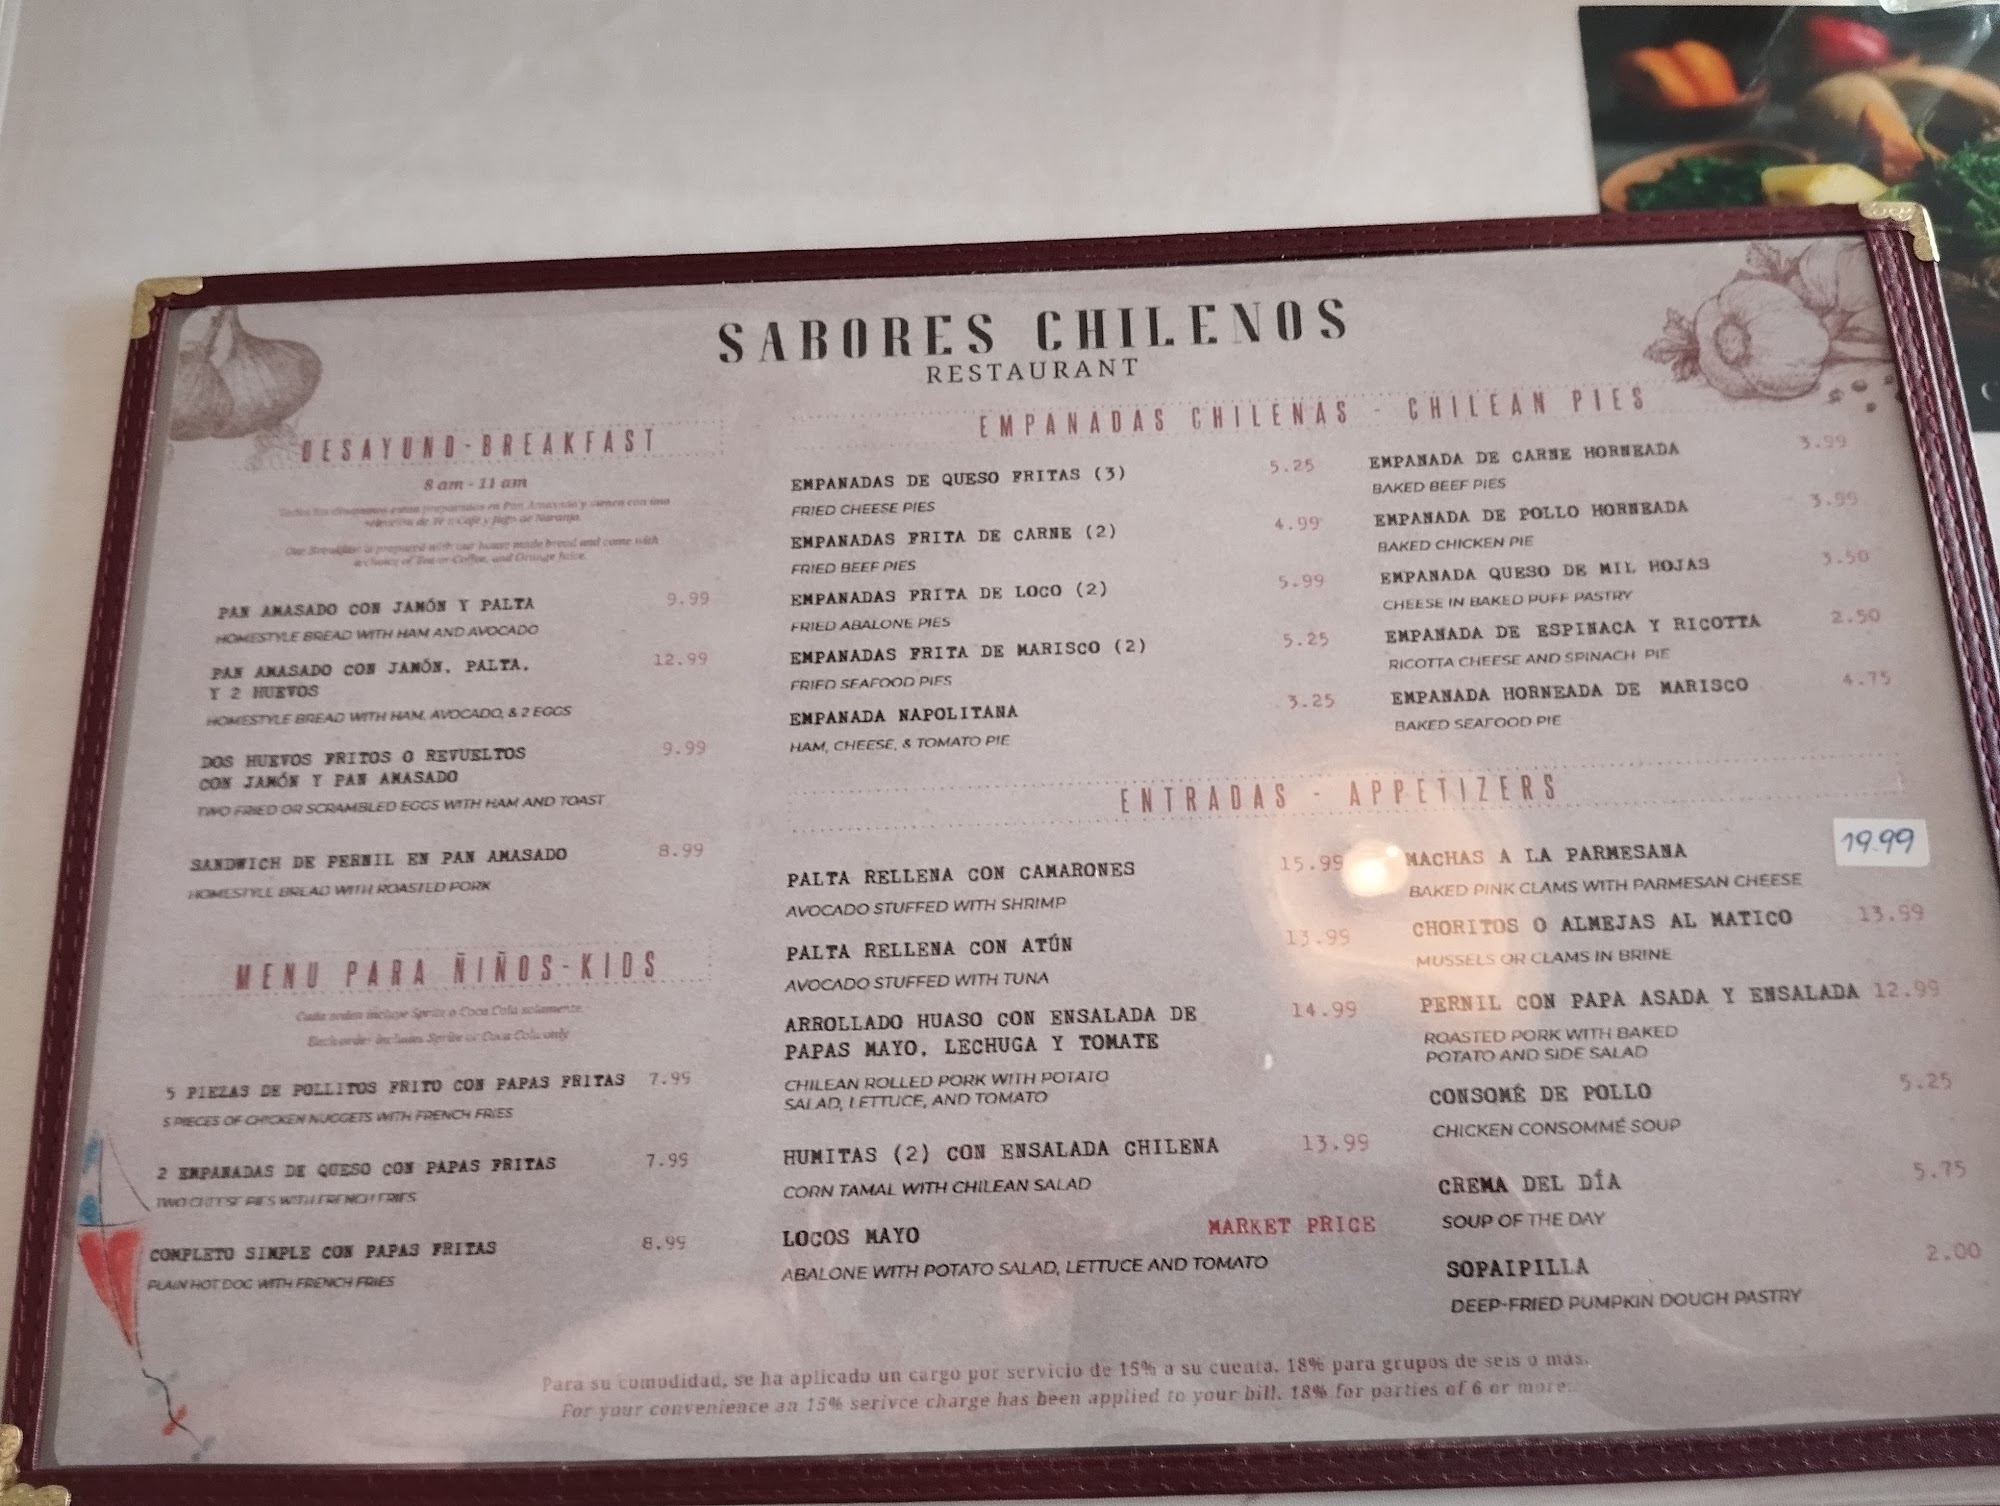 SABORES CHILENOS
RESTAURANT
DESAYUNO-BREAKFAST
8 am - 11 am
Our Breakfast is prepared with our house made bread and come with
a choice of Tea or Coffee, and Orange Juice.
PAN AMASADO CON JAMÓN Y PALTA 9.99
HOMESTYLE BREAD WITH HAM AND AVOCADO
PAN AMASADO CON JAMÓN, PALTA, 12.99
Y 2 HUEVOS
HOMESTYLE BREAD WITH HAM, AVOCADO, & 2 EGGS
DOS HUEVOS FRITOS O REVUELTOS 9.99
CON JAMÓN Y PAN AMASADO
TWO FRIED OR SCRAMBLED EGGS WITH HAM AND TOAST
SANDWICH DE PERNIL EN PAN AMASADO 8.99
HOMESTYLE BREAD WITH ROASTED PORK
MENU PARA ÑIÑOS-KIDS
Cada orden incluye Sprite o Coca Cola solamente
Each order includes Sprite or Coca Cola only
5 PIEZAS DE POLLITOS FRITO CON PAPAS FRITAS 7.99
5 PIECES OF CHICKEN NUGGETS WITH FRENCH FRIES
2 EMPANADAS DE QUESO CON PAPAS FRITAS 7.99
TWO CHEESE PIES WITH FRENCH FRIES
COMPLETO SIMPLE CON PAPAS FRITAS 8.99
PLAIN HOT DOG WITH FRENCH FRIES
EMPANADAS CHILENAS - CHILEAN PIES
EMPANADAS DE QUESO FRITAS (3) 5.25
FRIED CHEESE PIES
EMPANADAS FRITA DE CARNE (2) 4.99
FRIED BEEF PIES
EMPANADAS FRITA DE LOCO (2) 5.99
FRIED ABALONE PIES
EMPANADAS FRITA DE MARISCO (2) 5.25
FRIED SEAFOOD PIES
EMPANADA NAPOLITANA 3.25
HAM, CHEESE, & TOMATO PIE
EMPANADA DE CARNE HORNEADA 3.99
BAKED BEEF PIES
EMPANADA DE POLLO HORNEADA 3.99
BAKED CHICKEN PIE
EMPANADA QUESO DE MIL HOJAS 3.50
CHEESE IN BAKED PUFF PASTRY
EMPANADA DE ESPINACA Y RICOTTA 2.50
RICOTTA CHEESE AND SPINACH PIE
EMPANADA HORNEADA DE MARISCO 4.75
BAKED SEAFOOD PIE
ENTRADAS - APPETIZERS
PALTA RELLENA CON CAMARONES 15.99
AVOCADO STUFFED WITH SHRIMP
PALTA RELLENA CON ATÚN 13.99
AVOCADO STUFFED WITH TUNA
ARROLLADO HUASO CON ENSALADA DE 14.99
PAPAS MAYO, LECHUGA Y TOMATE
CHILEAN ROLLED PORK WITH POTATO
SALAD, LETTUCE, AND TOMATO
HUMITAS (2) CON ENSALADA CHILENA 13.99
CORN TAMAL WITH CHILEAN SALAD
LOCOS MAYO MARKET PRICE
ABALONE WITH POTATO SALAD, LETTUCE AND TOMATO
MACHAS A LA PARMESANA 19.99
BAKED PINK CLAMS WITH PARMESAN CHEESE
CHORITOS O ALMEJAS AL MATICO 13.99
MUSSELS OR CLAMS IN BRINE
PERNIL CON PAPA ASADA Y ENSALADA 12.99
ROASTED PORK WITH BAKED
POTATO AND SIDE SALAD
CONSOMÉ DE POLLO 5.25
CHICKEN CONSOMMÉ SOUP
CREMA DEL DÍA 5.75
SOUP OF THE DAY
SOPAIPILLA 2.00
DEEP-FRIED PUMPKIN DOUGH PASTRY
Para su comodidad, se ha aplicado un cargo por servicio de 15% a su cuenta. 18% para grupos de seis o más.
For your convenience an 15% serivce charge has been applied to your bill. 18% for parties of 6 or more.